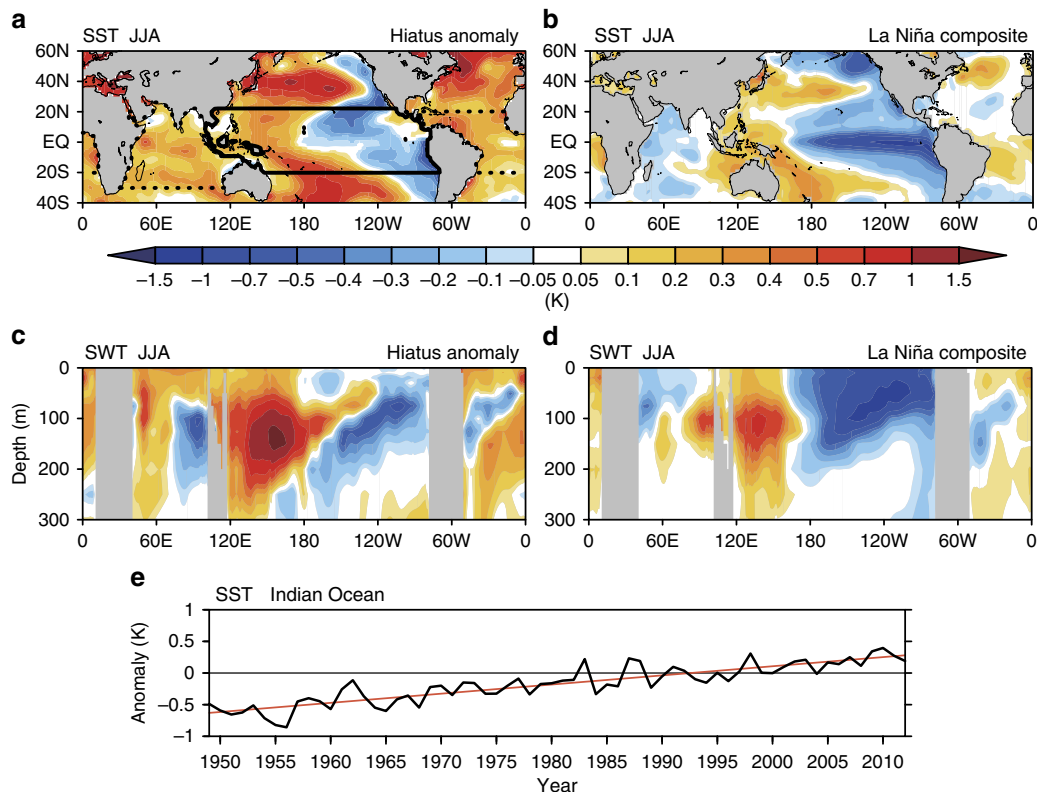 a
b
SST JJA Hiatus anomaly
SST JJA La Niña composite
60N
40N
20N
EQ
20S
40S
60N
40N
20N
EQ
20S
40S
0 60E 120E 180 120W 60W 0
0 60E 120E 180 120W 60W 0
−1.5 −1 −0.7 −0.5 −0.4 −0.3 −0.2 −0.1 −0.05 0.05 0.1 0.2 0.3 0.4 0.5 0.7 1 1.5
(K)
c
d
SWT JJA Hiatus anomaly
SWT JJA La Niña composite
Depth (m)
0
100
200
300
0
100
200
300
0 60E 120E 180 120W 60W 0
0 60E 120E 180 120W 60W 0
e
SST Indian Ocean
Anomaly (K)
1
0.5
0
−0.5
−1
1950 1955 1960 1965 1970 1975 1980 1985 1990 1995 2000 2005 2010
Year